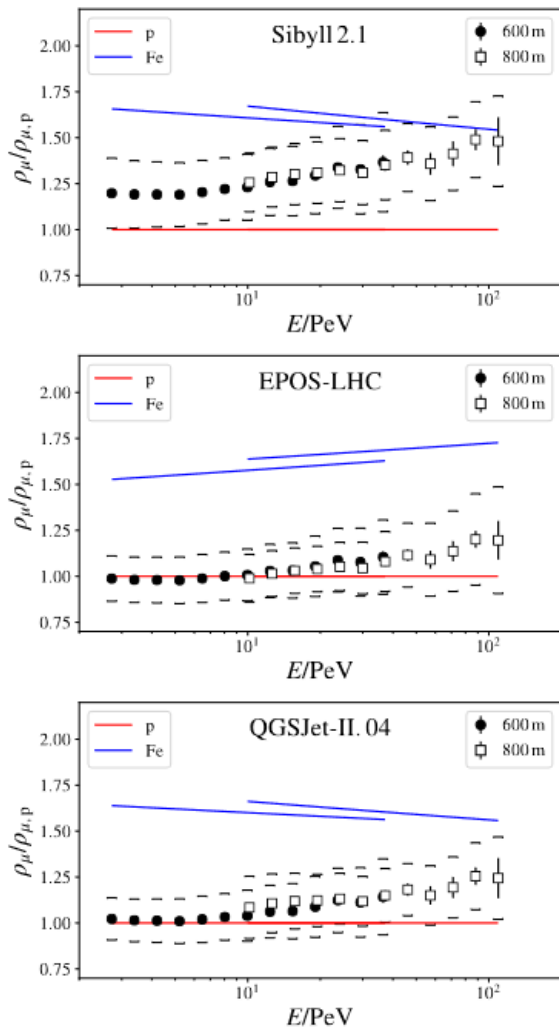 Sibyll2.1
p
Fe
600 m
800 m
2.00
1.75
1.50
1.25
1.00
0.75
ρμ/ρμ,p
10¹
10²
E/PeV
EPOS-LHC
p
Fe
600 m
800 m
2.00
1.75
1.50
1.25
1.00
0.75
ρμ/ρμ,p
10¹
10²
E/PeV
QGSJet-II.04
p
Fe
600 m
800 m
2.00
1.75
1.50
1.25
1.00
0.75
ρμ/ρμ,p
10¹
10²
E/PeV